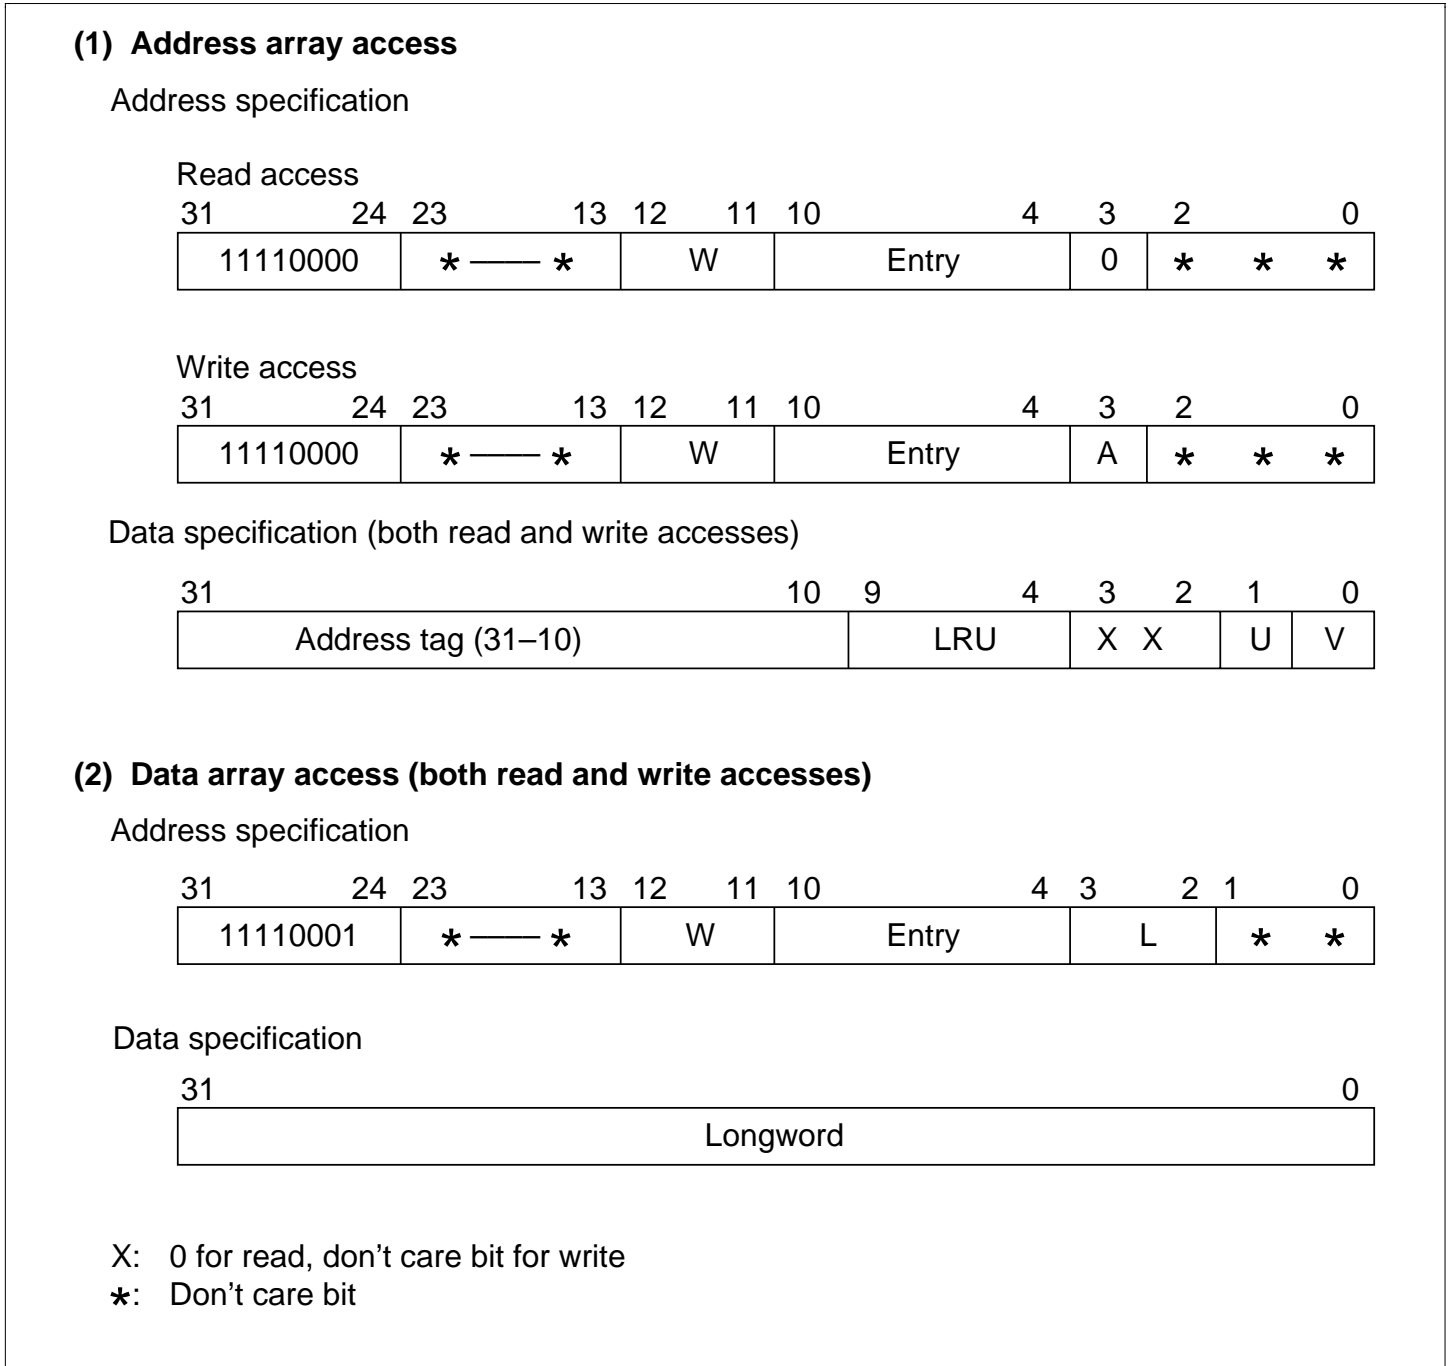 (1) Address array access
Address specification
Read access
31 24 23 13 12 11 10 4 3 2 0
11110000 * —— * W Entry 0 * * *
Write access
31 24 23 13 12 11 10 4 3 2 0
11110000 * —— * W Entry A * * *
Data specification (both read and write accesses)
31 10 9 4 3 2 1 0
Address tag (31–10) LRU X X U V
(2) Data array access (both read and write accesses)
Address specification
31 24 23 13 12 11 10 4 3 2 1 0
11110001 * —— * W Entry L * *
Data specification
31 0
Longword
X: 0 for read, don’t care bit for write
*: Don’t care bit